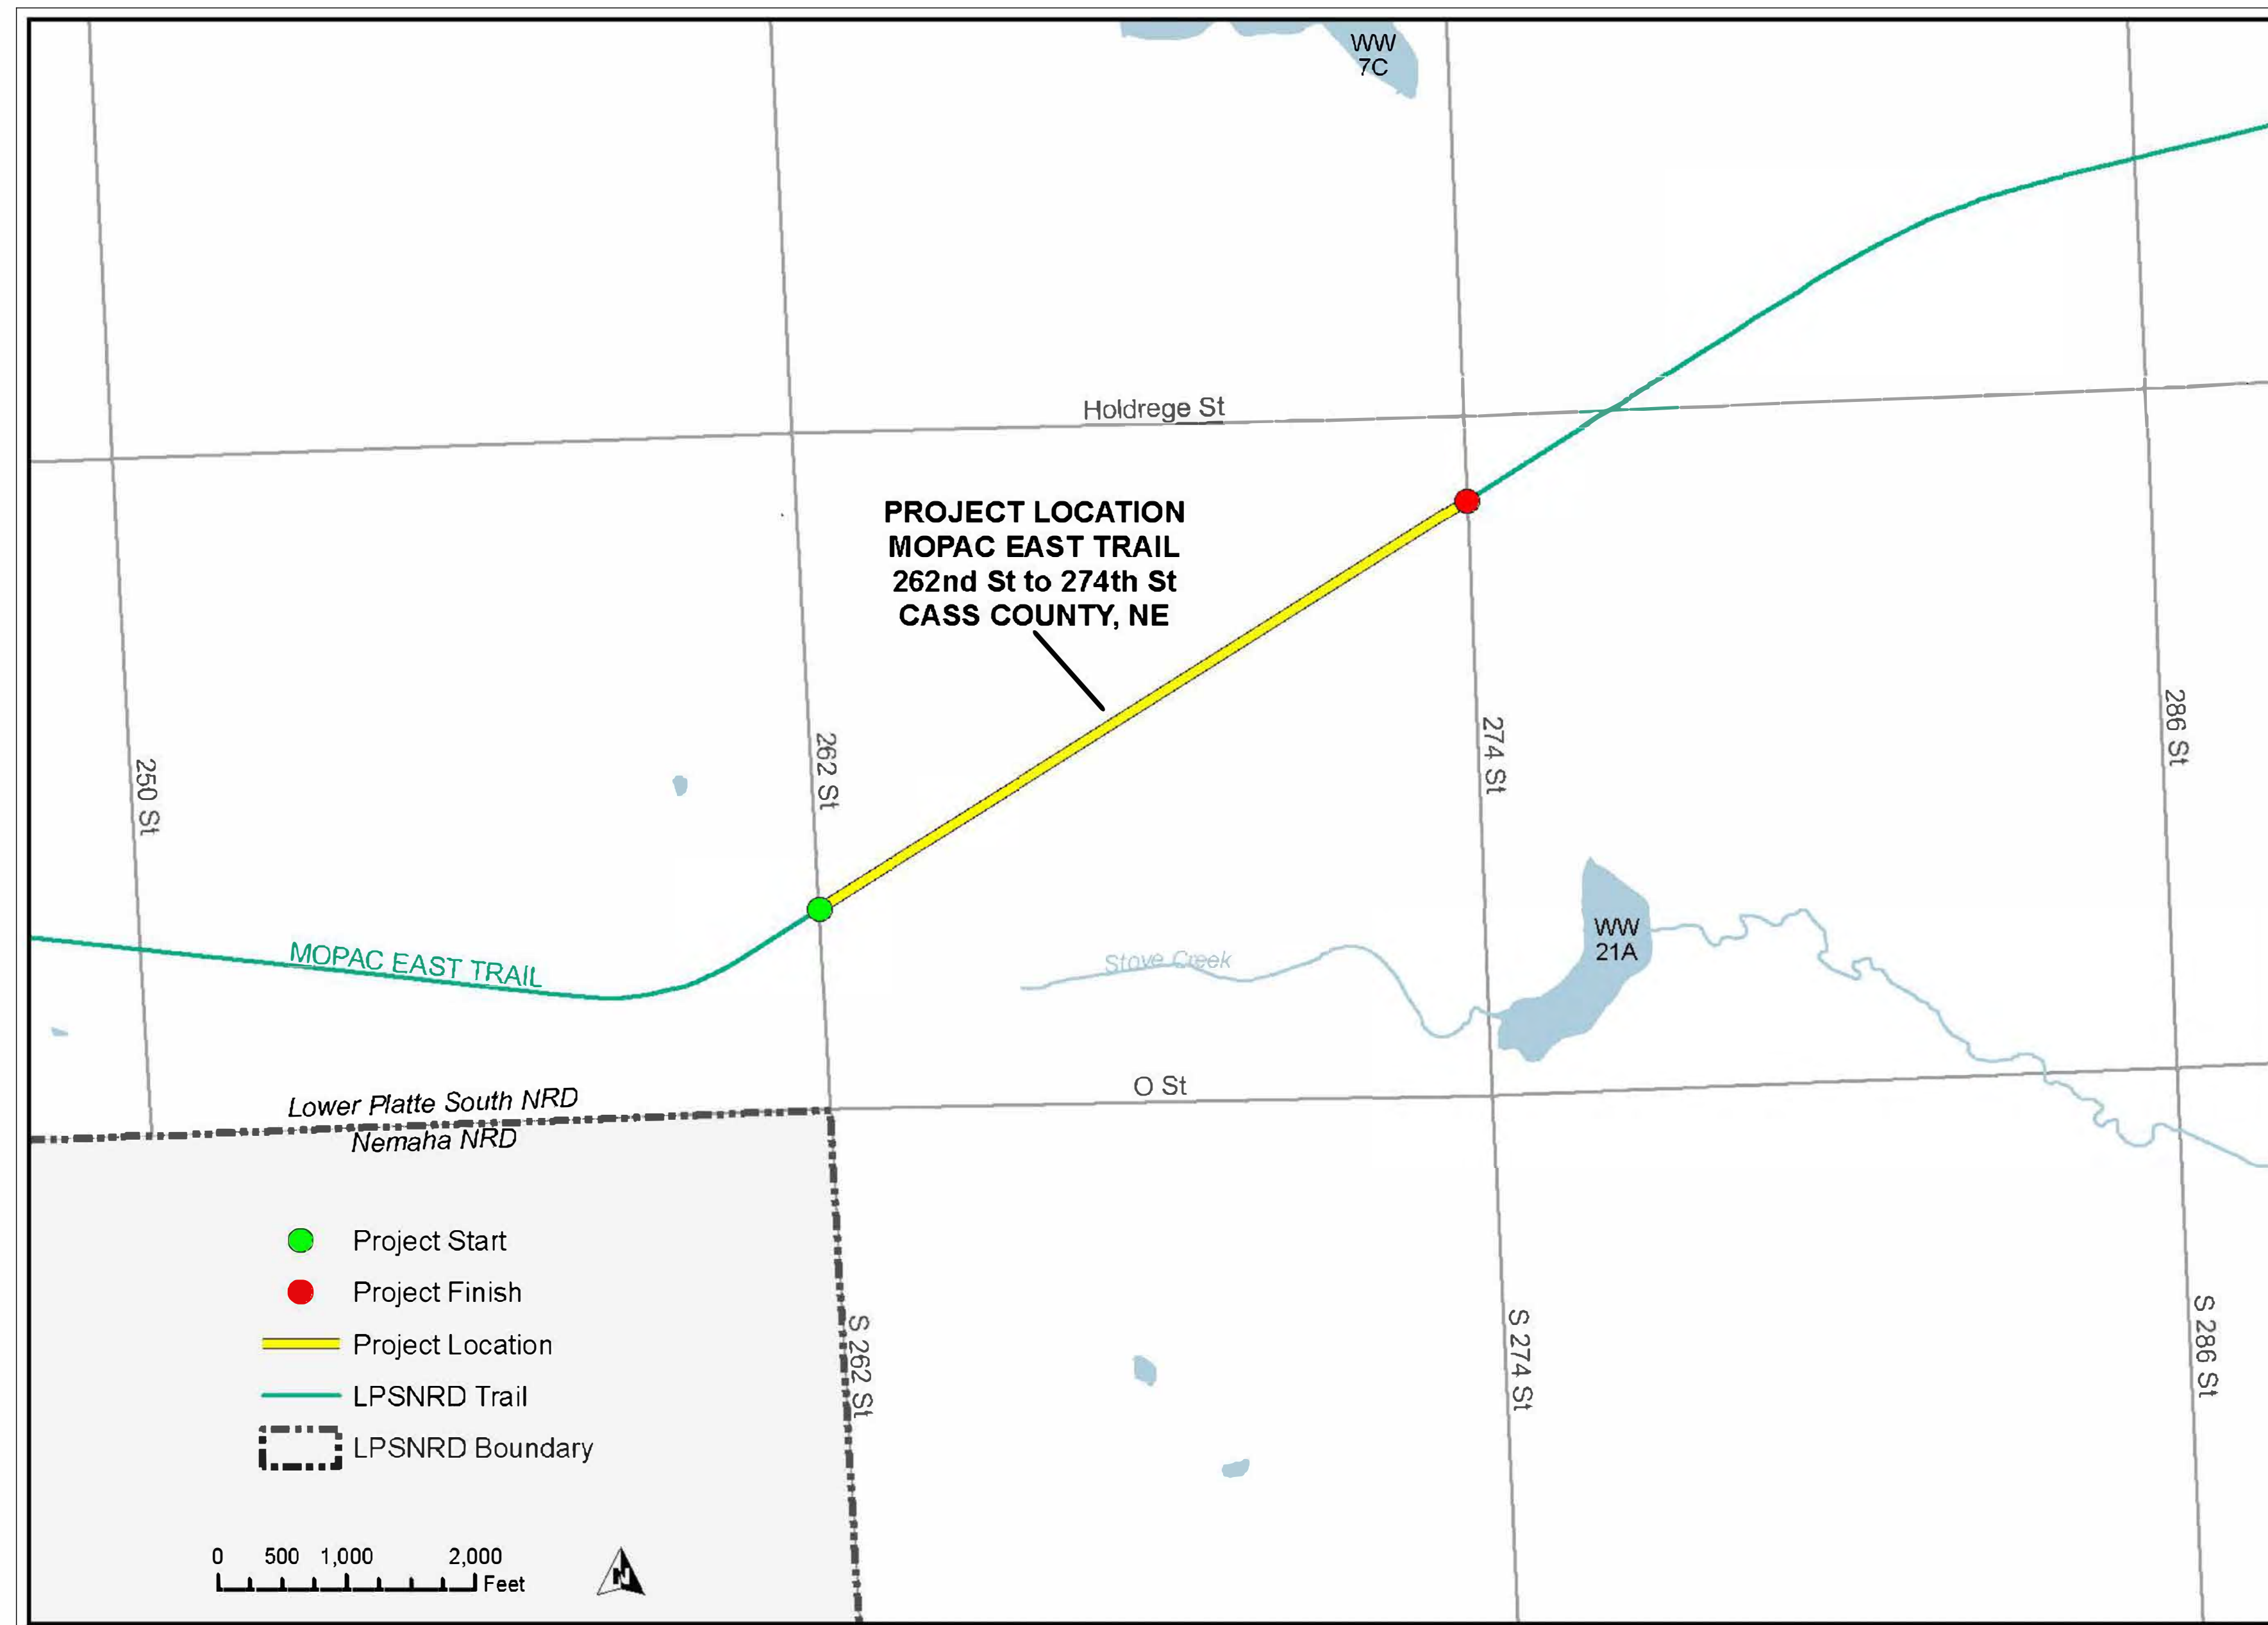 WW
7C
Holdrege St
PROJECT LOCATION
MOPAC EAST TRAIL
262nd St to 274th St
CASS COUNTY, NE
250 St
262 St
274 St
286 St
MOPAC EAST TRAIL
Stove Creek
WW
21A
O St
Lower Platte South NRD
Nemaha NRD
Project Start
Project Finish
Project Location
LPSNRD Trail
LPSNRD Boundary
S 262 St
S 274 St
S 286 St
0 500 1,000 2,000
Feet
N